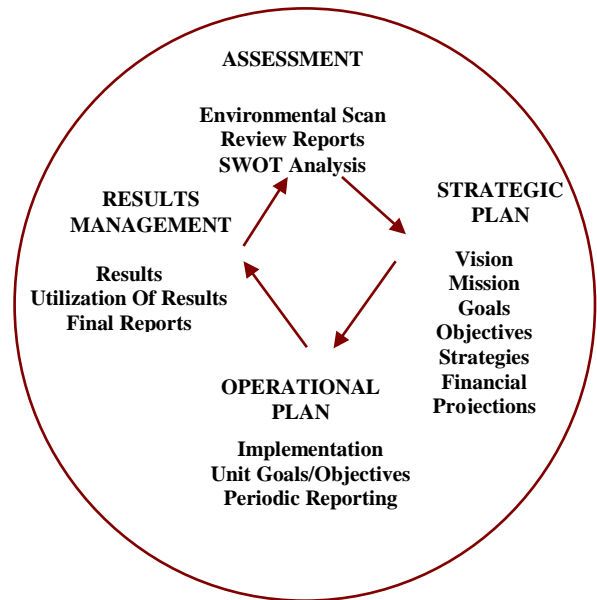 ASSESSMENT
Environmental Scan
Review Reports
SWOT Analysis
STRATEGIC
PLAN
Vision
Mission
Goals
Objectives
Strategies
Financial
Projections
OPERATIONAL
PLAN
Implementation
Unit Goals/Objectives
Periodic Reporting
RESULTS
MANAGEMENT
Results
Utilization Of Results
Final Reports